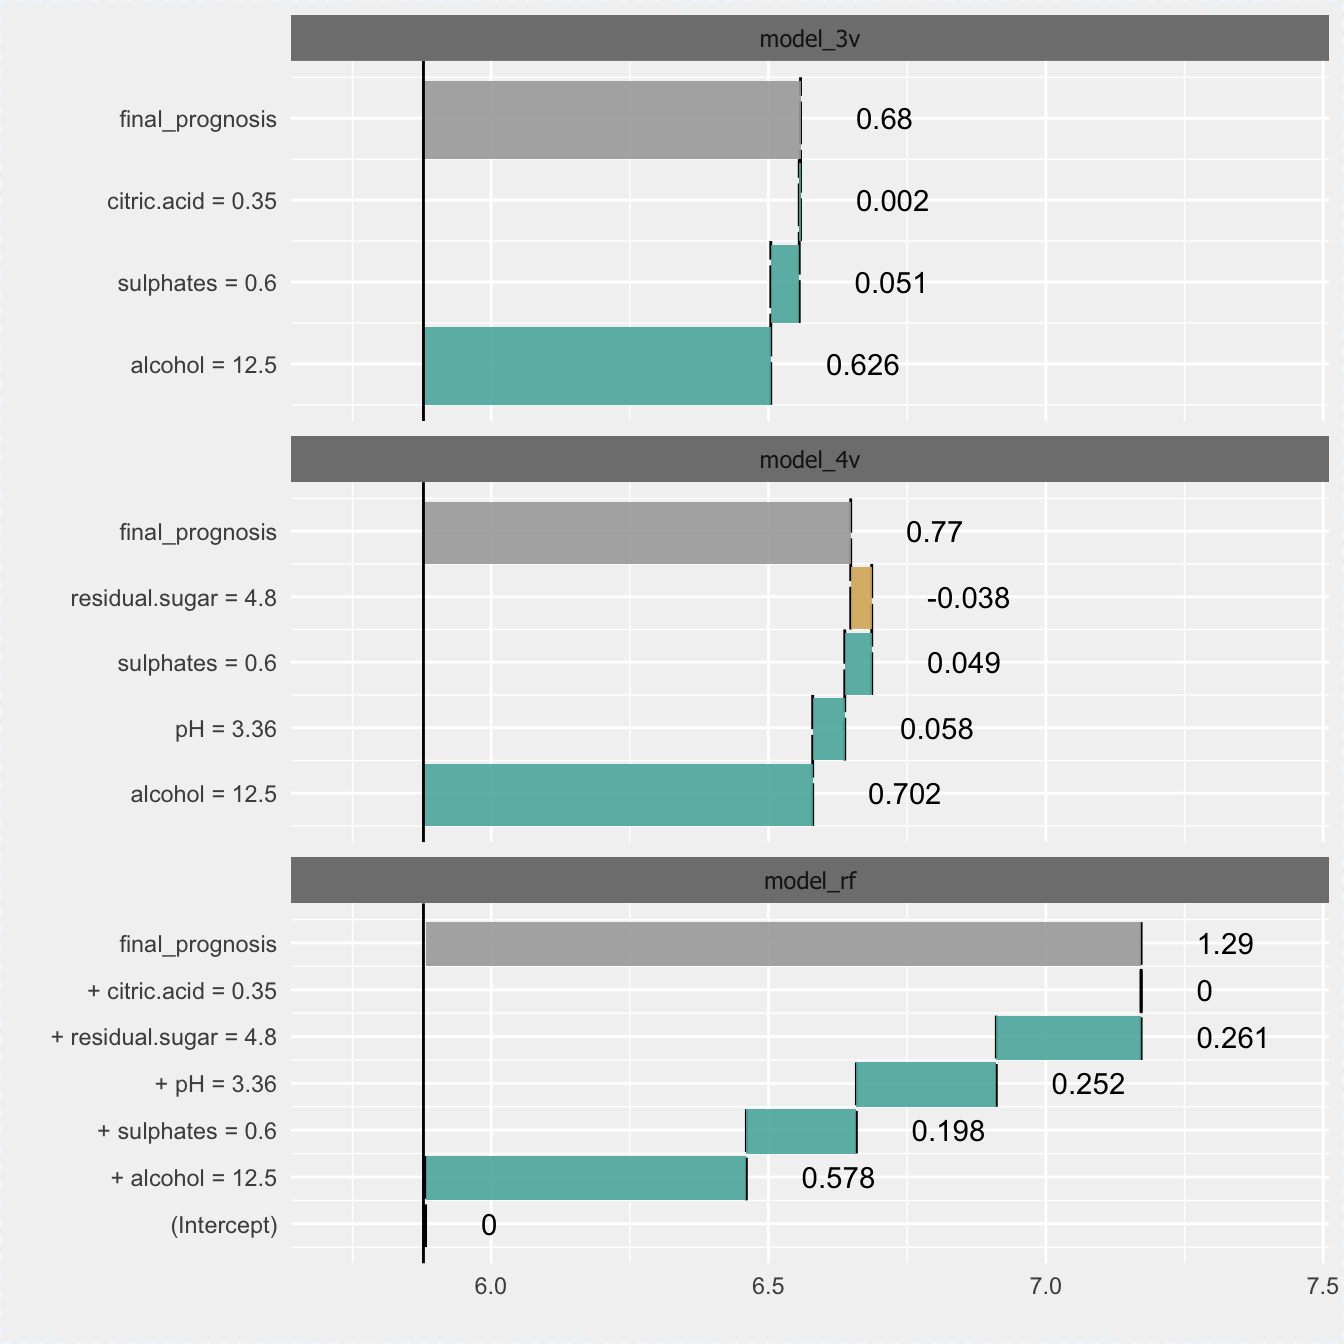 model_3v
final_prognosis 0.68
citric.acid = 0.35 0.002
sulphates = 0.6 0.051
alcohol = 12.5 0.626
model_4v
final_prognosis 0.77
residual.sugar = 4.8 -0.038
sulphates = 0.6 0.049
pH = 3.36 0.058
alcohol = 12.5 0.702
model_rf
final_prognosis 1.29
+ citric.acid = 0.35 0
+ residual.sugar = 4.8 0.261
+ pH = 3.36 0.252
+ sulphates = 0.6 0.198
+ alcohol = 12.5 0.578
(Intercept) 0
6.0 6.5 7.0 7.5